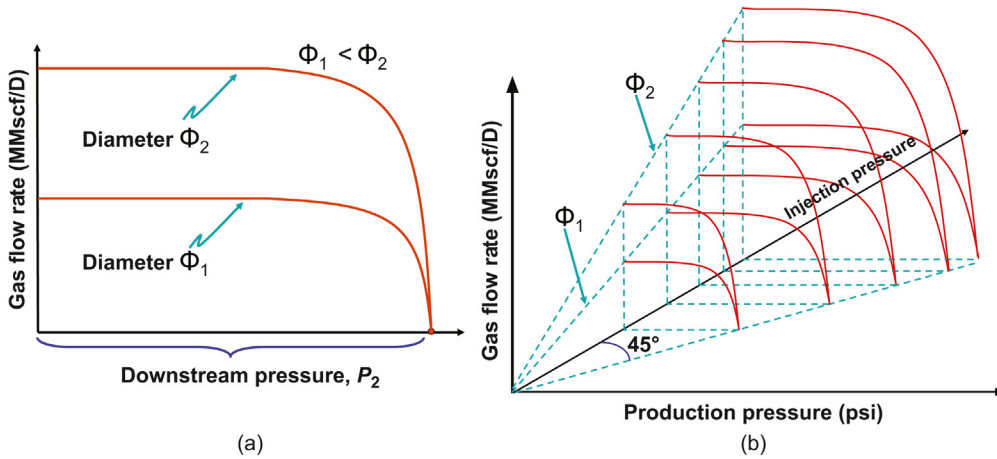 Gas flow rate (MMscf/D)
Φ1 < Φ2
Diameter Φ2
Diameter Φ1
Downstream pressure, P2
(a)
Gas flow rate (MMscf/D)
Φ2
Φ1
Injection pressure
45°
Production pressure (psi)
(b)